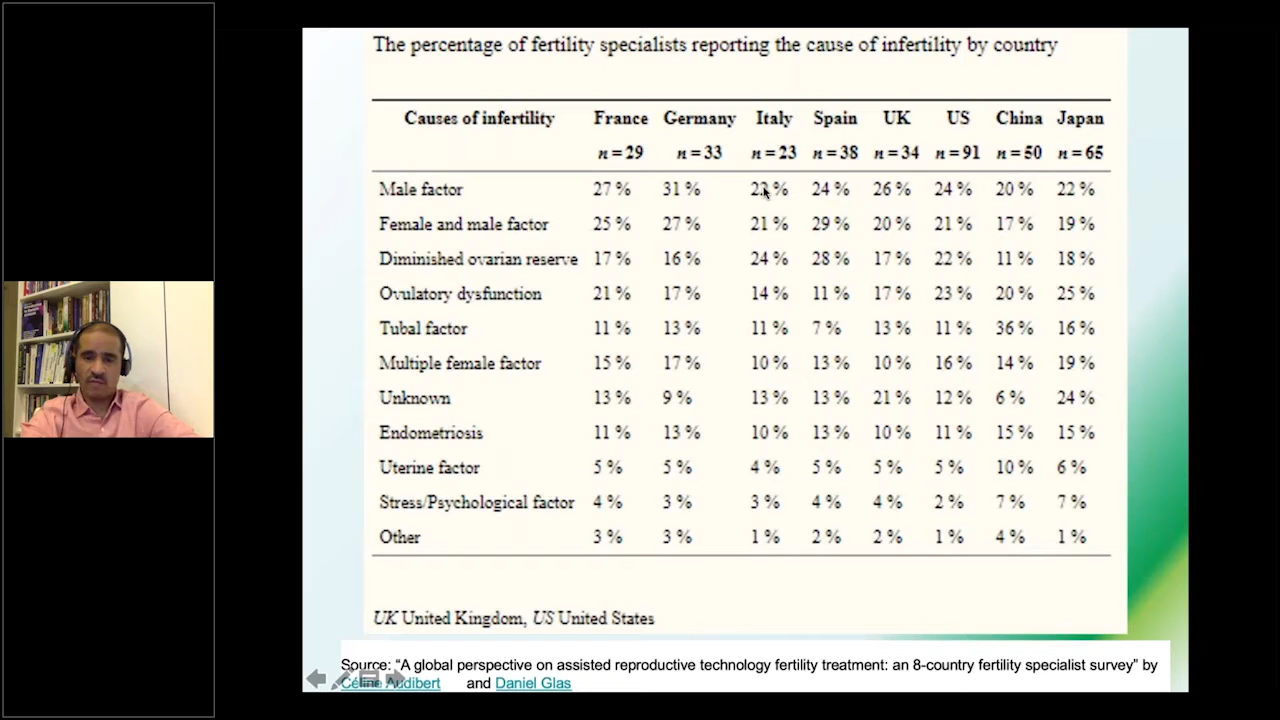 The percentage of fertility specialists reporting the cause of infertility by country
Causes of infertility France Germany Italy Spain UK US China Japan
n = 29 n = 33 n = 23 n = 38 n = 34 n = 91 n = 50 n = 65
Male factor 27 % 31 % % 24 % 26 % 24 % 20 % 22 %
Female and male factor 25 % 27 % 21 % 29 % 20 % 21 % 17 % 19 %
Diminished ovarian reserve 17 % 16 % 24 % 28 % 17 % 22 % 11 % 18 %
Ovulatory dysfunction 21 % 17 % 14 % 11 % 17 % 23 % 20 % 25 %
Tubal factor 11 % 13 % 11 % 7 % 13 % 11 % 36 % 16 %
Multiple female factor 15 % 17 % 10 % 13 % 10 % 16 % 14 % 19 %
Unknown 13 % 9 % 13 % 13 % 21 % 12 % 6 % 24 %
Endometriosis 11 % 13 % 10 % 13 % 10 % 11 % 15 % 15 %
Uterine factor 5 % 5 % 4 % 5 % 5 % 5 % 10 % 6 %
Stress/Psychological factor 4 % 3 % 3 % 4 % 4 % 2 % 7 % 7 %
Other 3 % 3 % 1 % 2 % 2 % 1 % 4 % 1 %
UK United Kingdom, US United States
Source: “A global perspective on assisted reproductive technology fertility treatment: an 8-country fertility specialist survey” by
Céline Audibert and Daniel Glas